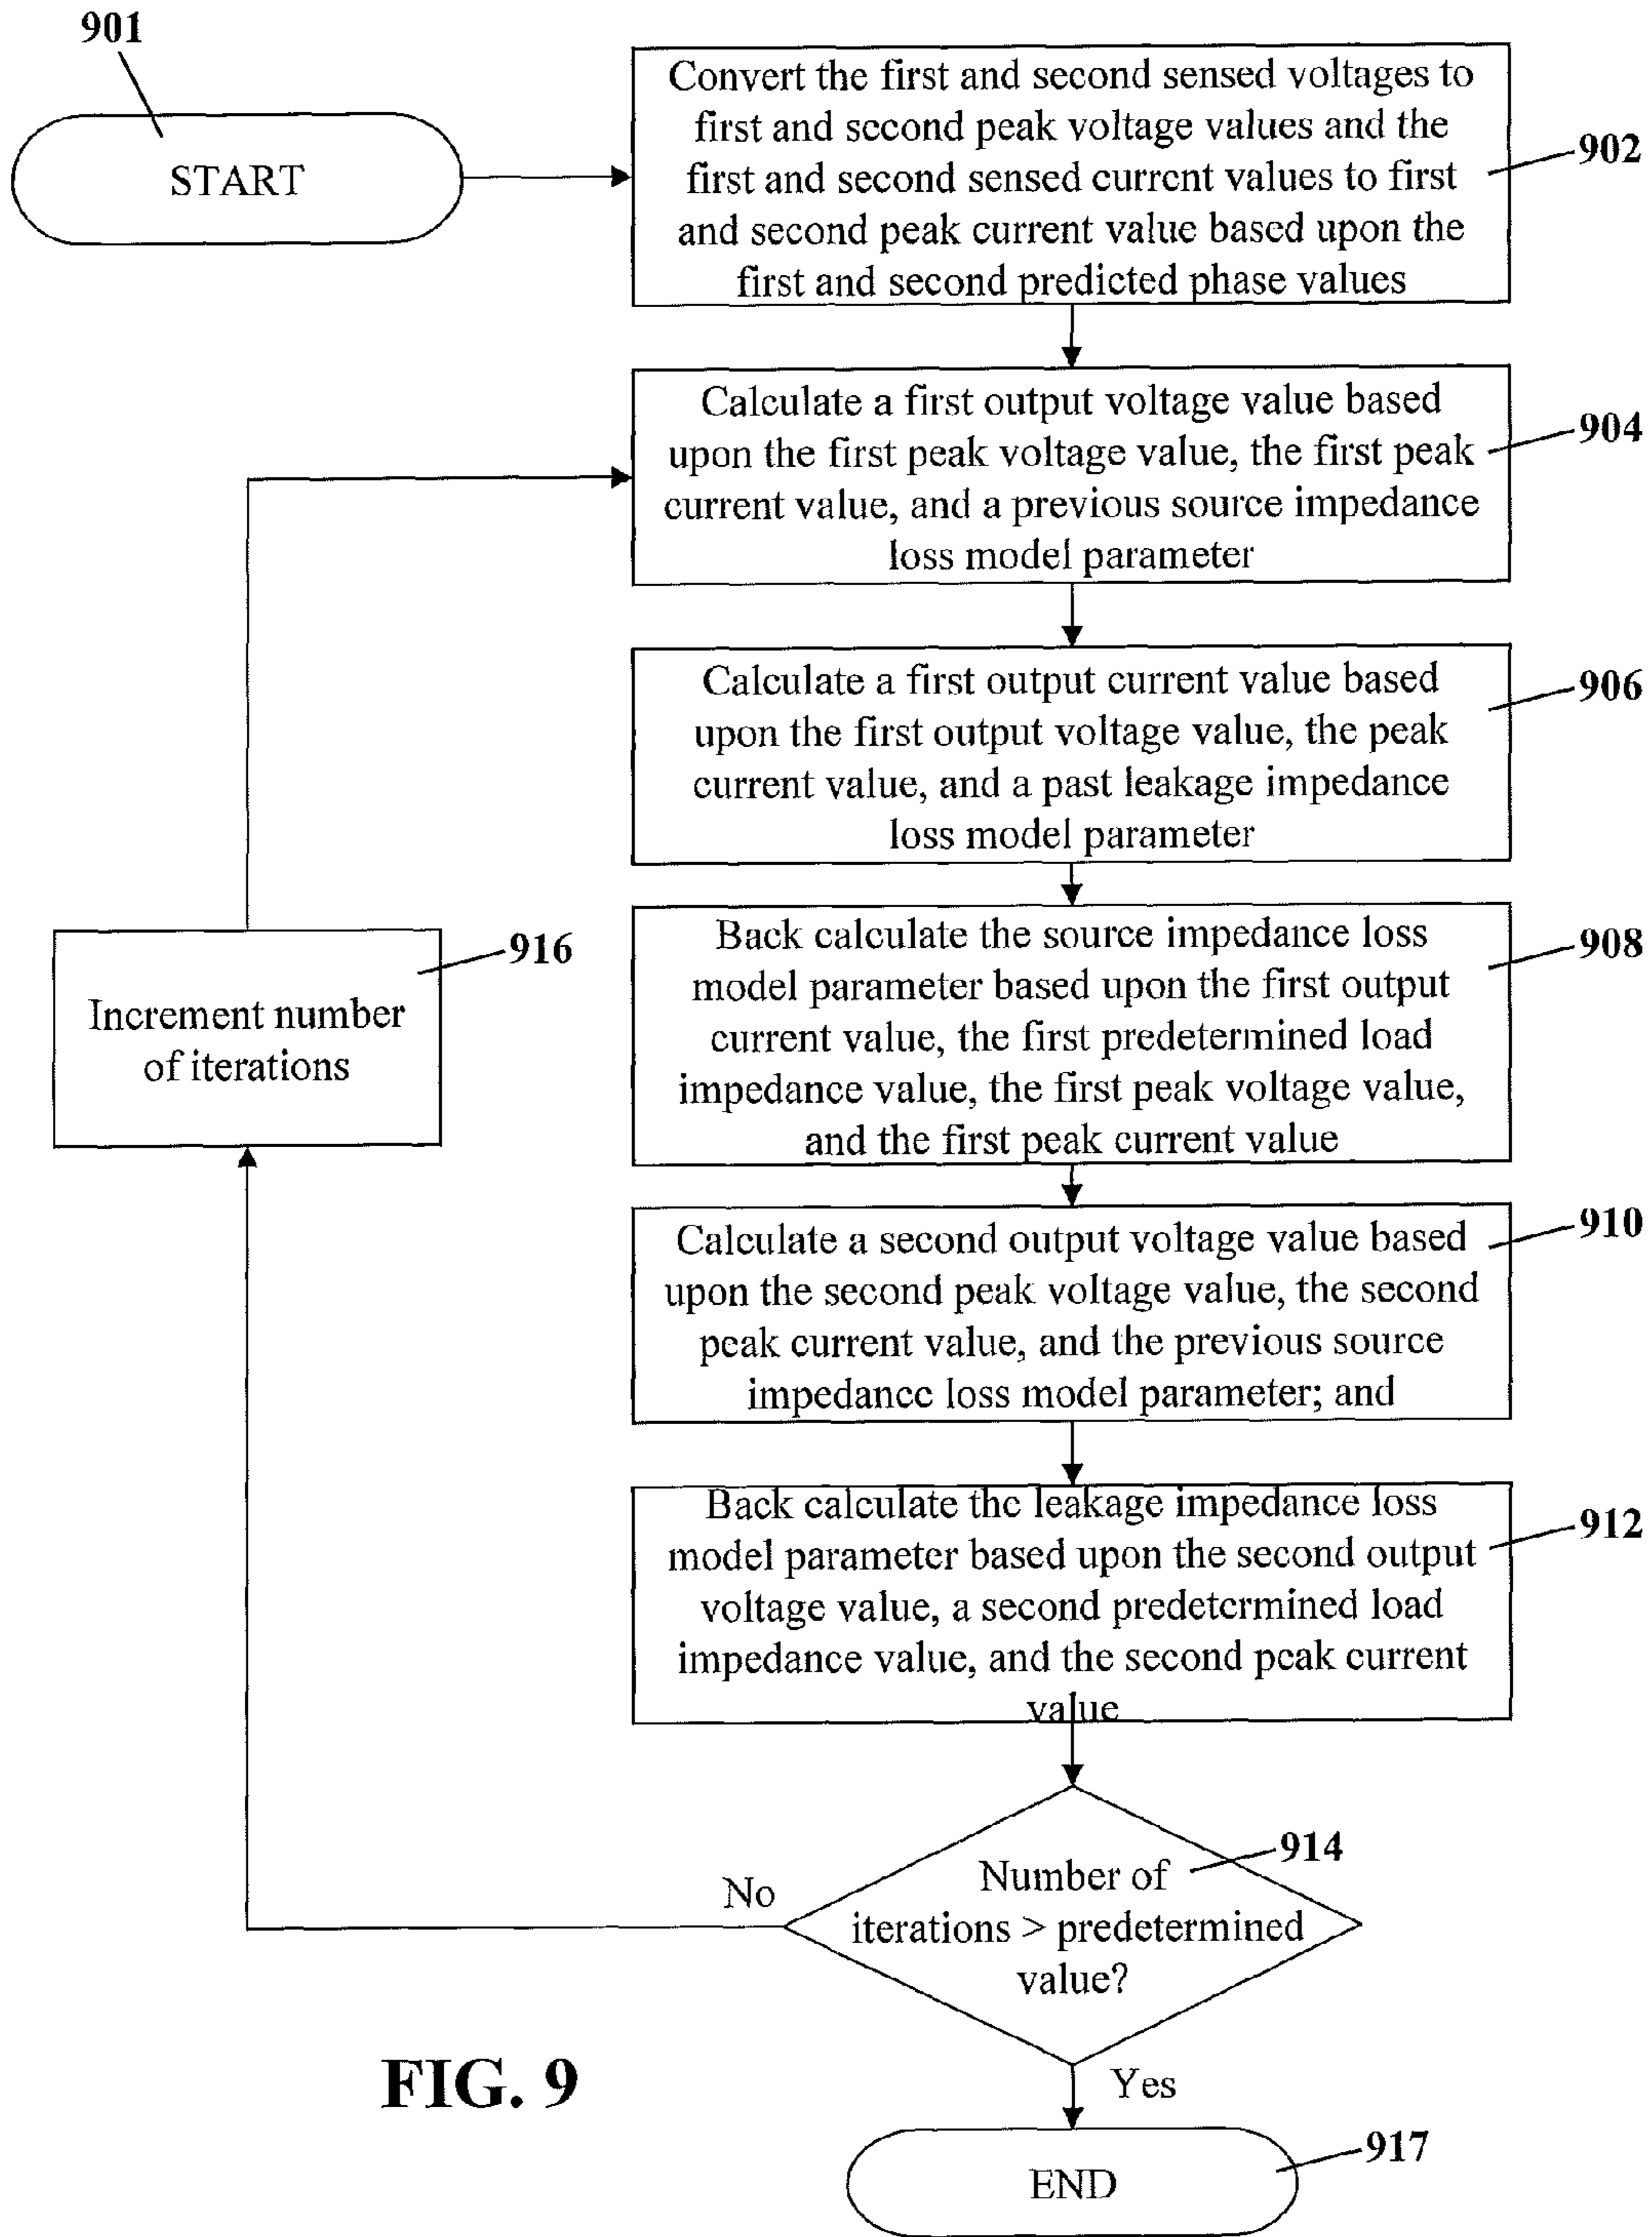 901
START
Convert the first and second sensed voltages to
first and second peak voltage values and the
first and second sensed current values to first
and second peak current value based upon the
first and second predicted phase values
902
Calculate a first output voltage value based
upon the first peak voltage value, the first peak
current value, and a previous source impedance
loss model parameter
904
Calculate a first output current value based
upon the first output voltage value, the peak
current value, and a past leakage impedance
loss model parameter
906
Back calculate the source impedance loss
model parameter based upon the first output
current value, the first predetermined load
impedance value, the first peak voltage value,
and the first peak current value
908
916
Increment number
of iterations
Calculate a second output voltage value based
upon the second peak voltage value, the second
peak current value, and the previous source
impedance loss model parameter; and
910
Back calculate the leakage impedance loss
model parameter based upon the second output
voltage value, a second predetermined load
impedance value, and the second peak current
value
912
914
Number of
iterations > predetermined
value?
No
Yes
FIG. 9
END
917